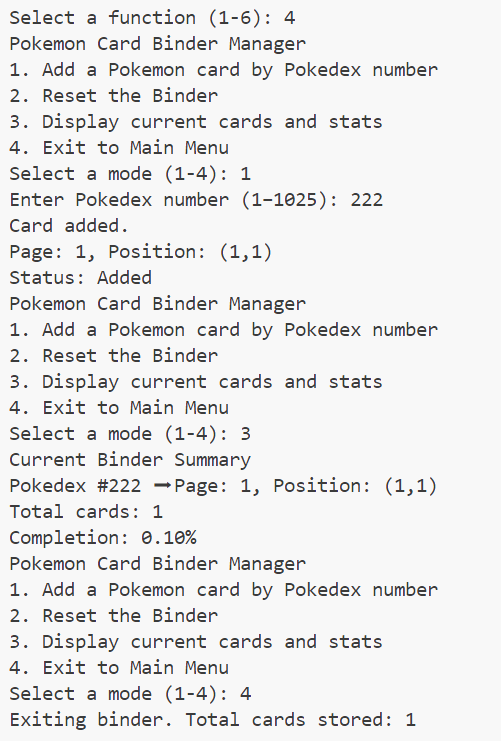 Select a function (1-6): 4
Pokemon Card Binder Manager
1. Add a Pokemon card by Pokedex number
2. Reset the Binder
3. Display current cards and stats
4. Exit to Main Menu
Select a mode (1-4): 1
Enter Pokedex number (1–1025): 222
Card added.
Page: 1, Position: (1,1)
Status: Added
Pokemon Card Binder Manager
1. Add a Pokemon card by Pokedex number
2. Reset the Binder
3. Display current cards and stats
4. Exit to Main Menu
Select a mode (1-4): 3
Current Binder Summary
Pokedex #222 ➞Page: 1, Position: (1,1)
Total cards: 1
Completion: 0.10%
Pokemon Card Binder Manager
1. Add a Pokemon card by Pokedex number
2. Reset the Binder
3. Display current cards and stats
4. Exit to Main Menu
Select a mode (1-4): 4
Exiting binder. Total cards stored: 1